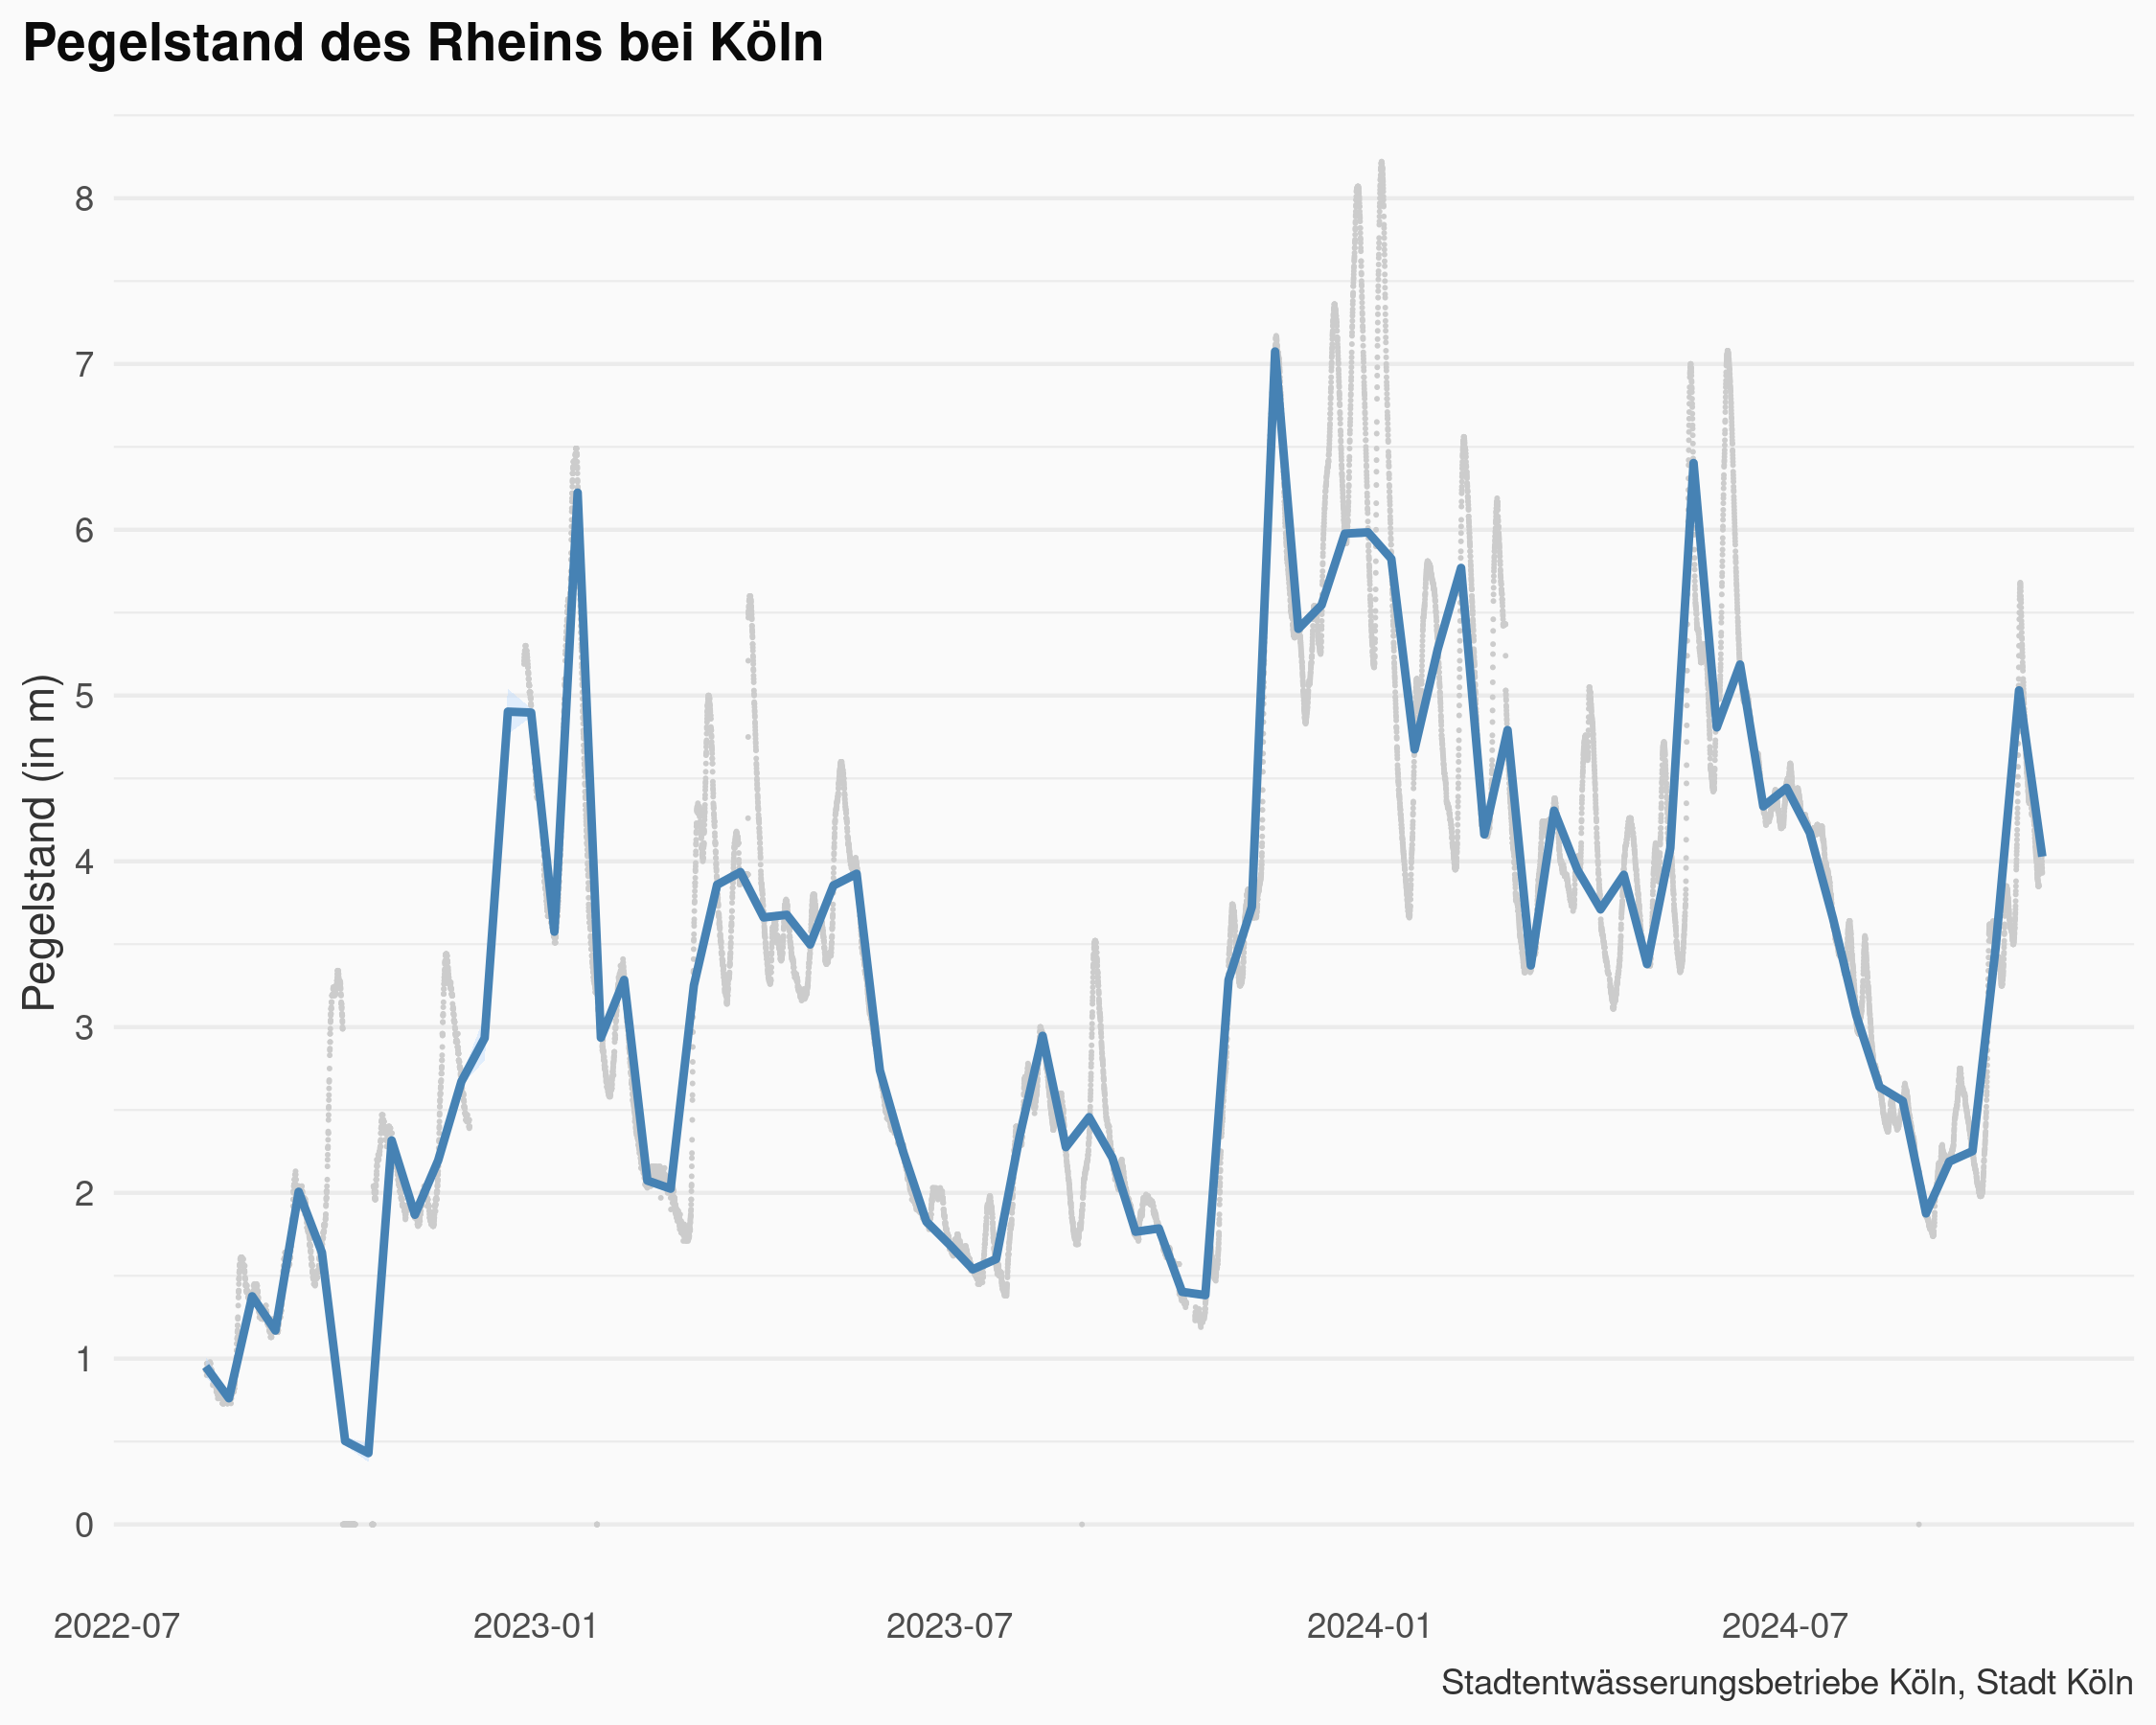 Pegelstand des Rheins bei Köln
Pegelstand (in m)
8
7
6
5
4
3
2
1
0
2022-07 2023-01 2023-07 2024-01 2024-07
Stadtentwässerungsbetriebe Köln, Stadt Köln